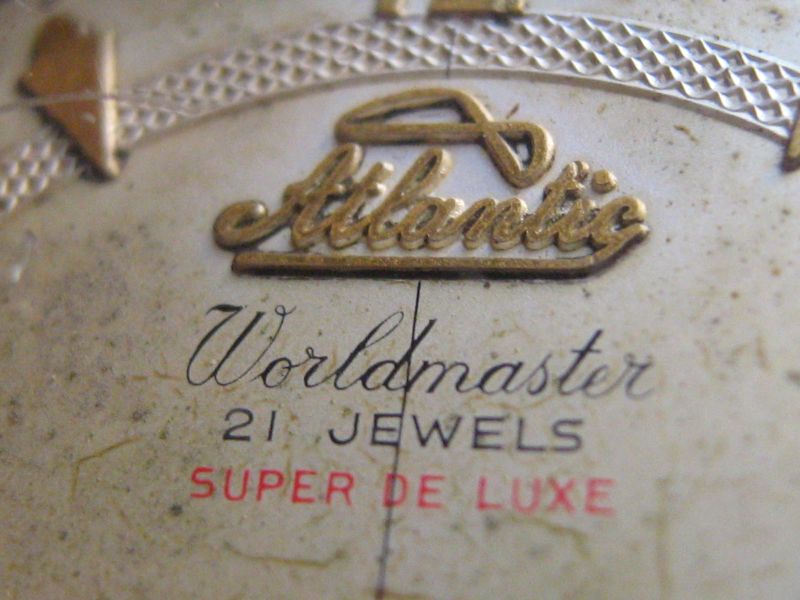 Atlantic
Worldmaster
21 JEWELS
SUPER DE LUXE